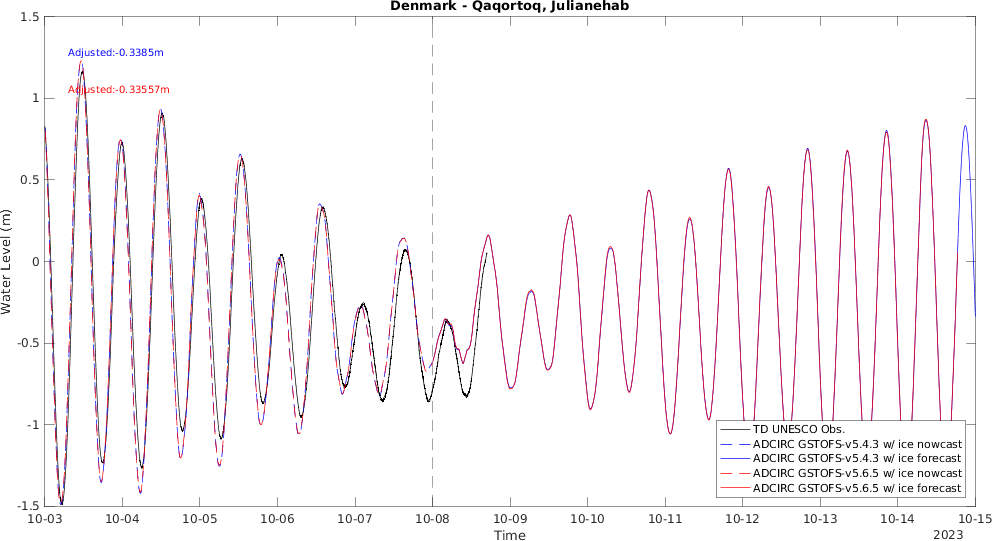 Denmark - Qaqortoq, Julianehab
1.5
Adjusted:-0.3385m
Adjusted:-0.33557m
1
0.5
0
-0.5
-1
-1.5
Water Level (m)
TD UNESCO Obs.
ADCIRC GSTOFS-v5.4.3 w/ ice nowcast
ADCIRC GSTOFS-v5.4.3 w/ ice forecast
ADCIRC GSTOFS-v5.6.5 w/ ice nowcast
ADCIRC GSTOFS-v5.6.5 w/ ice forecast
10-03 10-04 10-05 10-06 10-07 10-08 10-09 10-10 10-11 10-12 10-13 10-14 10-15
Time
2023